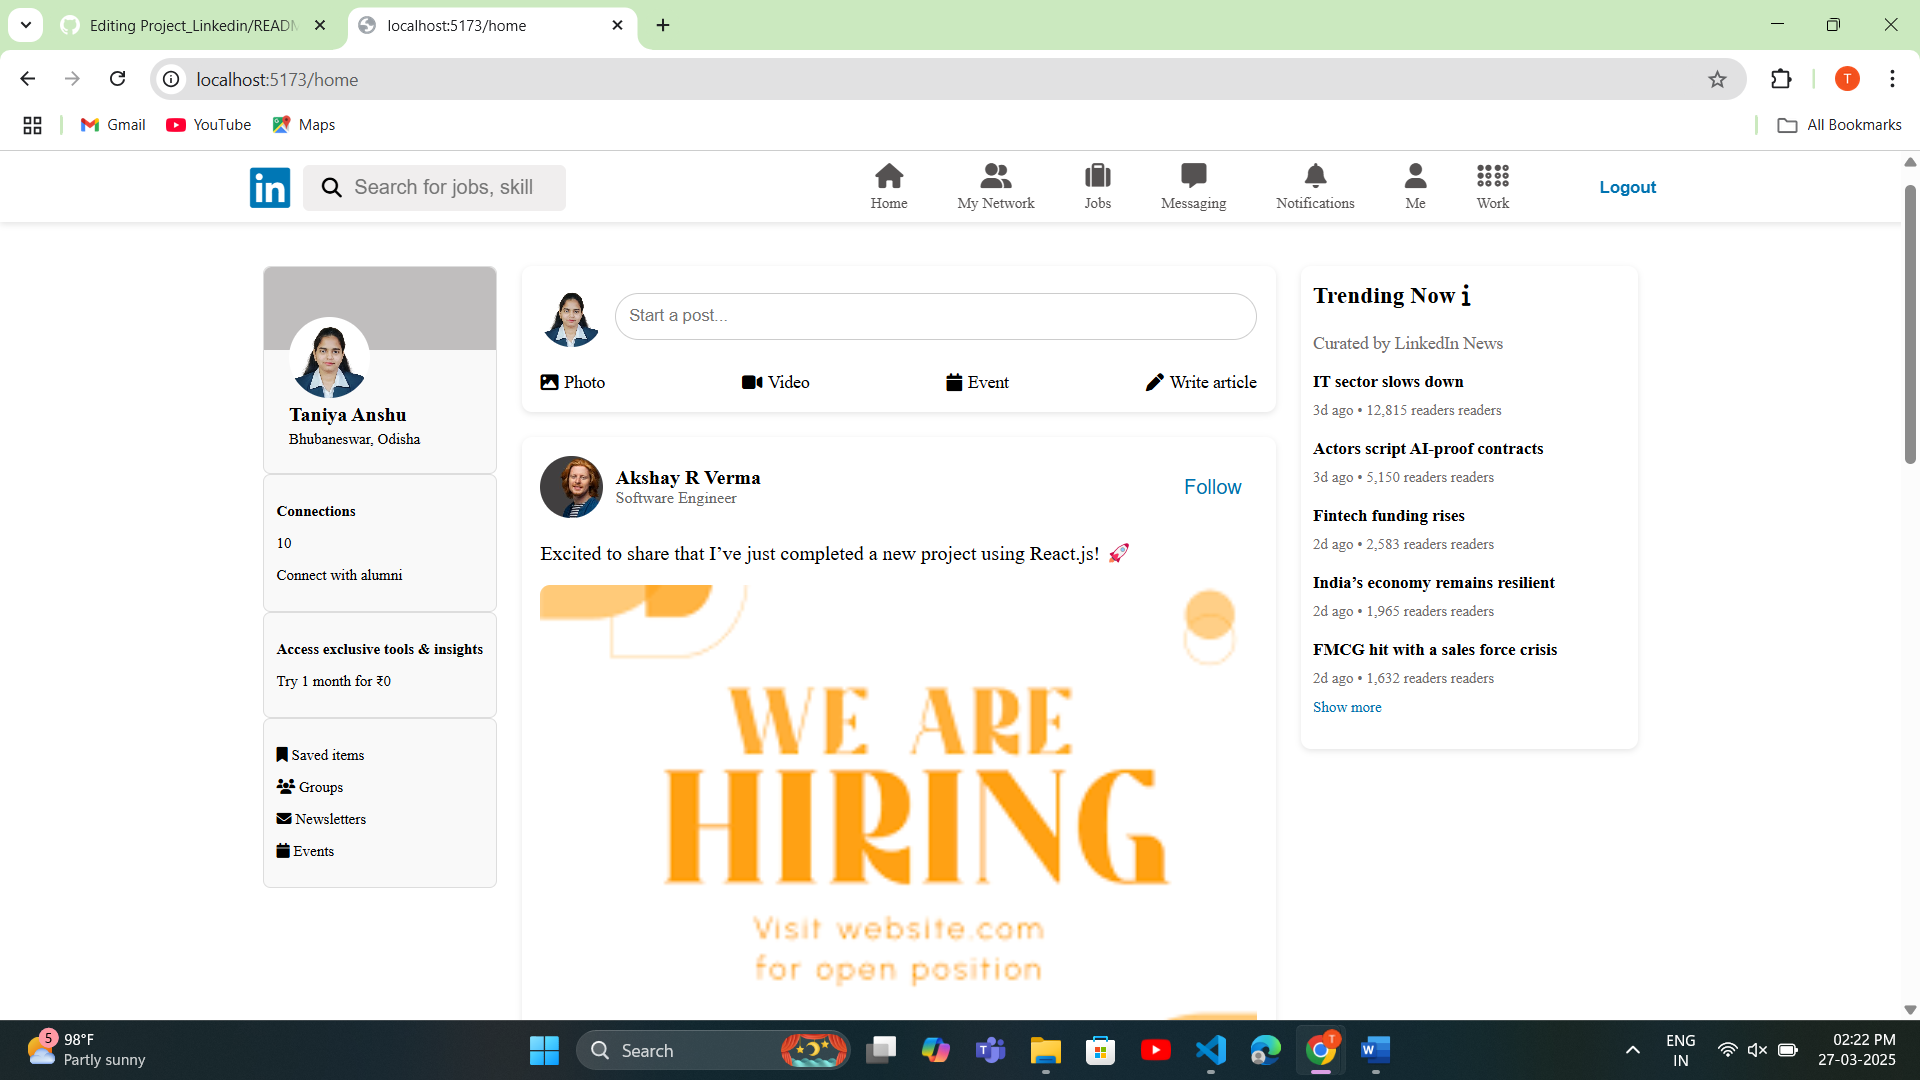 Editing Project_Linkedin/READM
localhost:5173/home
localhost:5173/home
T
Gmail
YouTube
Maps
All Bookmarks
in
Search for jobs, skill
Home
My Network
Jobs
Messaging
Notifications
Me
Work
Logout
Taniya Anshu
Bhubaneswar, Odisha
Connections
10
Connect with alumni
Access exclusive tools & insights
Try 1 month for ₹0
Saved items
Groups
Newsletters
Events
Start a post...
Photo
Video
Event
Write article
Akshay R Verma
Software Engineer
Follow
Excited to share that I’ve just completed a new project using React.js! 🚀
WE ARE
HIRING
Visit website.com
for open position
Trending Now
Curated by LinkedIn News
IT sector slows down
3d ago • 12,815 readers readers
Actors script AI-proof contracts
3d ago • 5,150 readers readers
Fintech funding rises
2d ago • 2,583 readers readers
India’s economy remains resilient
2d ago • 1,965 readers readers
FMCG hit with a sales force crisis
2d ago • 1,632 readers readers
Show more
5
98°F
Partly sunny
Search
T
W
T
ENG
IN
02:22 PM
27-03-2025